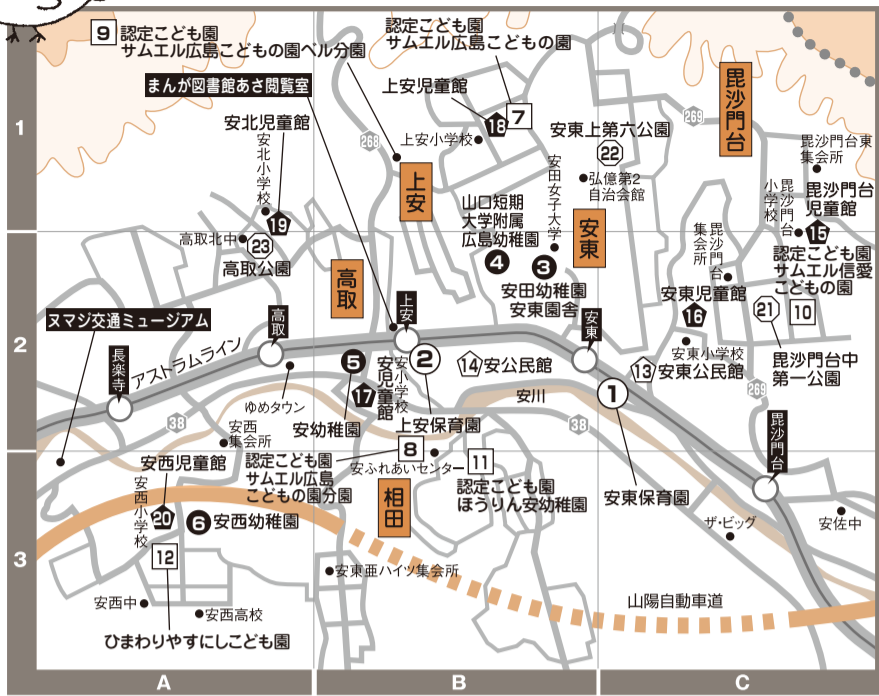 9
認定こども園
サムエル広島こどもの園ベル分園
認定こども園
サムエル広島こどもの園
まんが図書館あさ閲覧室
上安児童館
18
7
毘沙門台
1
安北児童館
安北小学校
268
上安小学校
269
安東上第六公園
22
毘沙門台東
集会所
上安
安田女子大学
弘億第2
自治会館
毘沙門台
小学校
毘沙門台
児童館
15
19
山口短期
大学附属
広島幼稚園
安東
毘沙門台
集会所
高取北中
23
高取公園
4
3
認定こども園
サムエル信愛
こどもの園
高取
安田幼稚園
安東園舎
安東児童館
16
21
10
ヌマジ交通ミュージアム
高取
上安
安東
2
長楽寺
アストラムライン
5
安小学校
2
14
安公民館
安東小学校
13
安東公民館
毘沙門台中
第一公園
17
安児童館
ゆめタウン
安川
1
269
38
安西
集会所
安幼稚園
上安保育園
38
毘沙門台
8
安西児童館
認定こども園
サムエル広島
こどもの園分園
安ふれあいセンター
11
認定こども園
ほうりん安幼稚園
安東保育園
安西小学校
20
6
安西幼稚園
相田
ザ・ビッグ
安佐中
3
12
安東亜ハイツ集会所
安西中
安西高校
山陽自動車道
ひまわりやすにしこども園
A
B
C